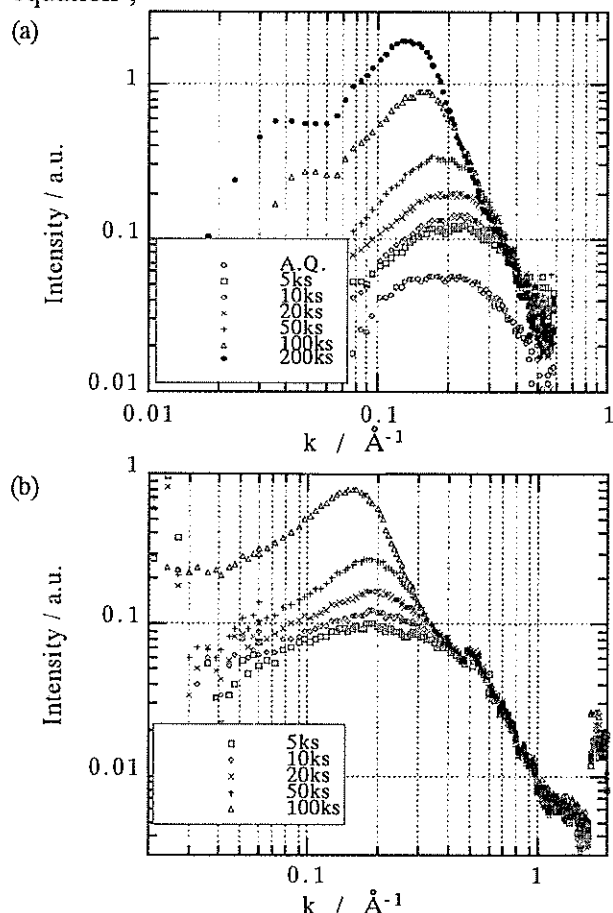 equation ,
(a)
Intensity / a.u.
1
0.1
0.01
A.Q.
5ks
10ks
20ks
50ks
100ks
200ks
0.01 0.1 1
k / Å⁻¹
(b)
Intensity / a.u.
1
0.1
0.01
5ks
10ks
20ks
50ks
100ks
0.1 1
k / Å⁻¹